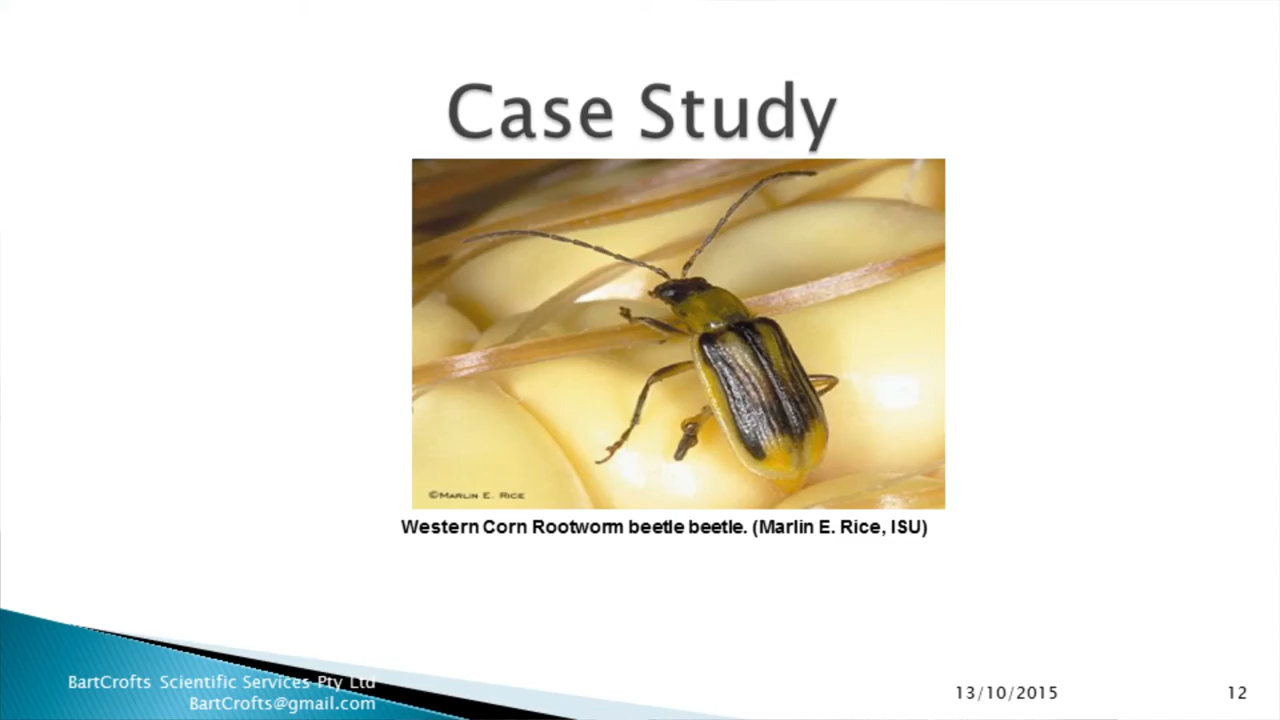 Case Study
©MARLIN E. RICE
Western Corn Rootworm beetle beetle. (Marlin E. Rice, ISU)
BartCrofts Scientific Services Pty Ltd
BartCrofts@gmail.com
13/10/2015
12